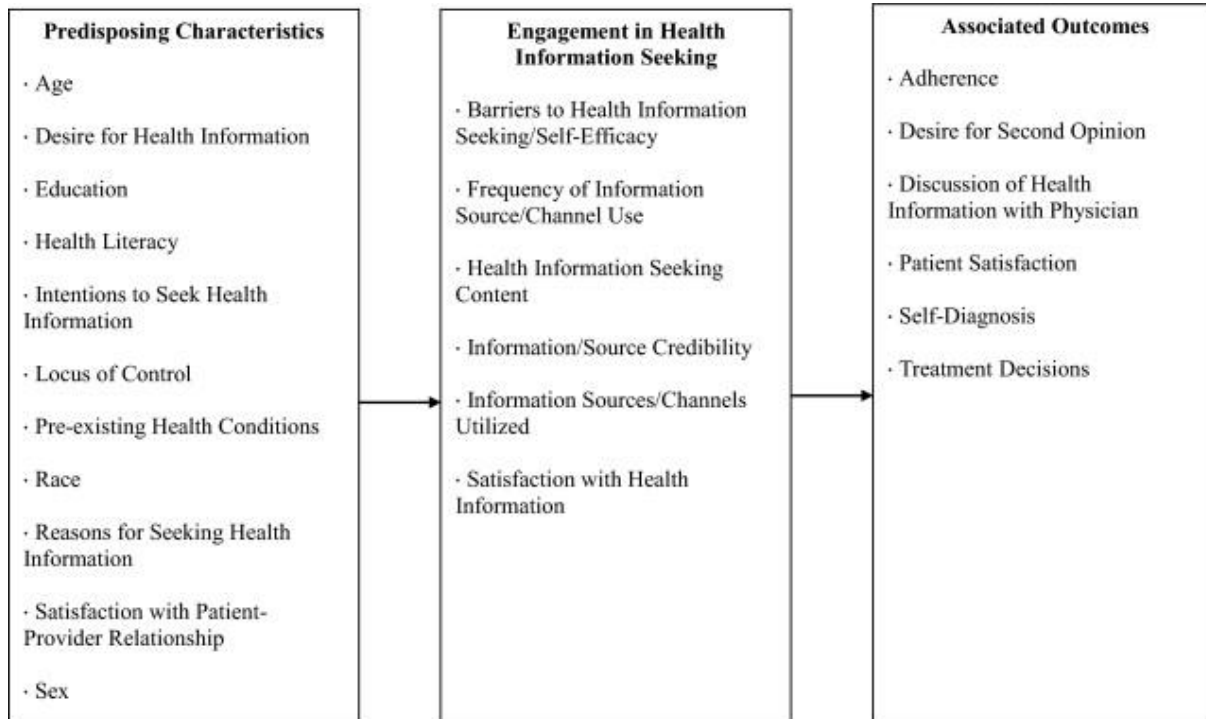 Predisposing Characteristics
· Age
· Desire for Health Information
· Education
· Health Literacy
· Intentions to Seek Health
Information
· Locus of Control
· Pre-existing Health Conditions
· Race
· Reasons for Seeking Health
Information
· Satisfaction with Patient-
Provider Relationship
· Sex
Engagement in Health
Information Seeking
· Barriers to Health Information
Seeking/Self-Efficacy
· Frequency of Information
Source/Channel Use
· Health Information Seeking
Content
· Information/Source Credibility
· Information Sources/Channels
Utilized
· Satisfaction with Health
Information
Associated Outcomes
· Adherence
· Desire for Second Opinion
· Discussion of Health
Information with Physician
· Patient Satisfaction
· Self-Diagnosis
· Treatment Decisions